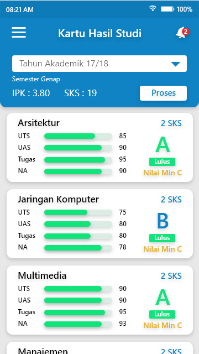 08:21 AM
100%
Kartu Hasil Studi
2
Tahun Akademik 17/18
Semester Genap
IPK : 3.80 SKS : 19
Proses
Arsitektur 2 SKS
UTS 85
UAS 90
Tugas 95
NA 90
A
Lulus
Nilai Min C
Jaringan Komputer 2 SKS
UTS 75
UAS 80
Tugas 80
NA 78
B
Lulus
Nilai Min C
Multimedia 2 SKS
UTS 90
UAS 90
Tugas 95
NA 93
A
Lulus
Nilai Min C
Manajemen 2 SKS